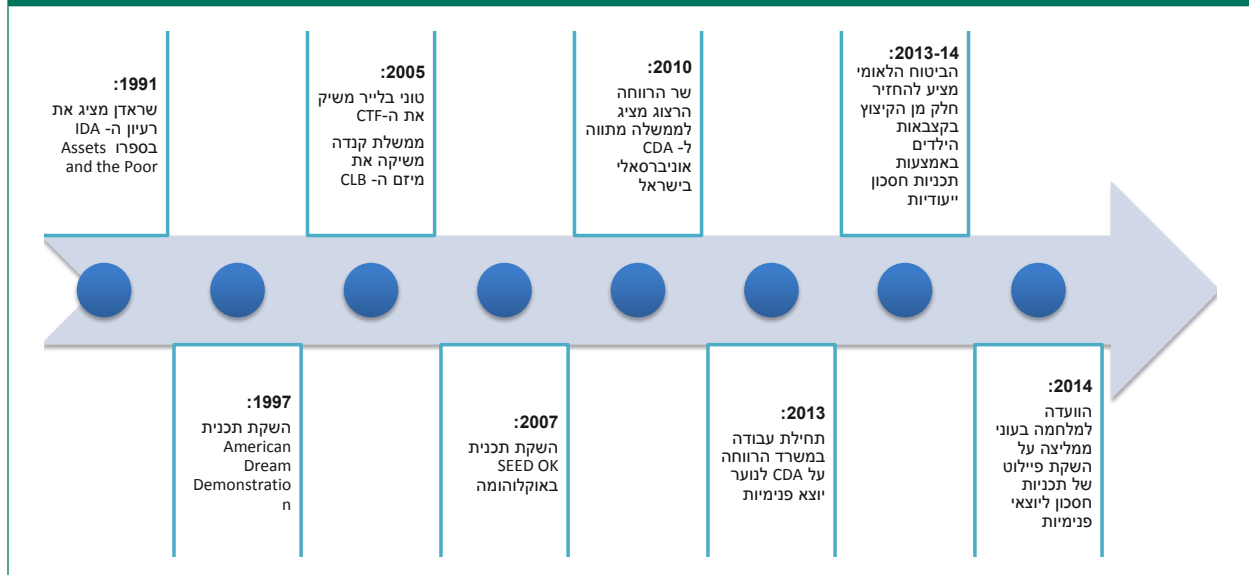 1991:
שראדן מציג את
רעיון ה- IDA
בספרו Assets
and the Poor
1997:
השקת תכנית
American
Dream
Demonstratio
n
2005:
טוני בלייר משיק
את ה-CTF
ממשלת קנדה
משיקה את
מיזם ה- CLB
2007:
השקת תכנית
SEED OK
באוקלוהומה
2010:
שר הרווחה
הרצוג מציג
לממשלה מתווה
ל- CDA
אוניברסאלי
בישראל
2013:
תחילת עבודה
במשרד הרווחה
על CDA לנוער
יוצא פנימיות
2013-14:
הביטוח הלאומי
מציע להחזיר
חלק מן הקיצוץ
בקצבאות
הילדים
באמצעות
תכניות חסכון
ייעודיות
2014:
הוועדה
למלחמה בעוני
ממליצה על
השקת פיילוט
של תכניות
חסכון ליוצאי
פנימיות